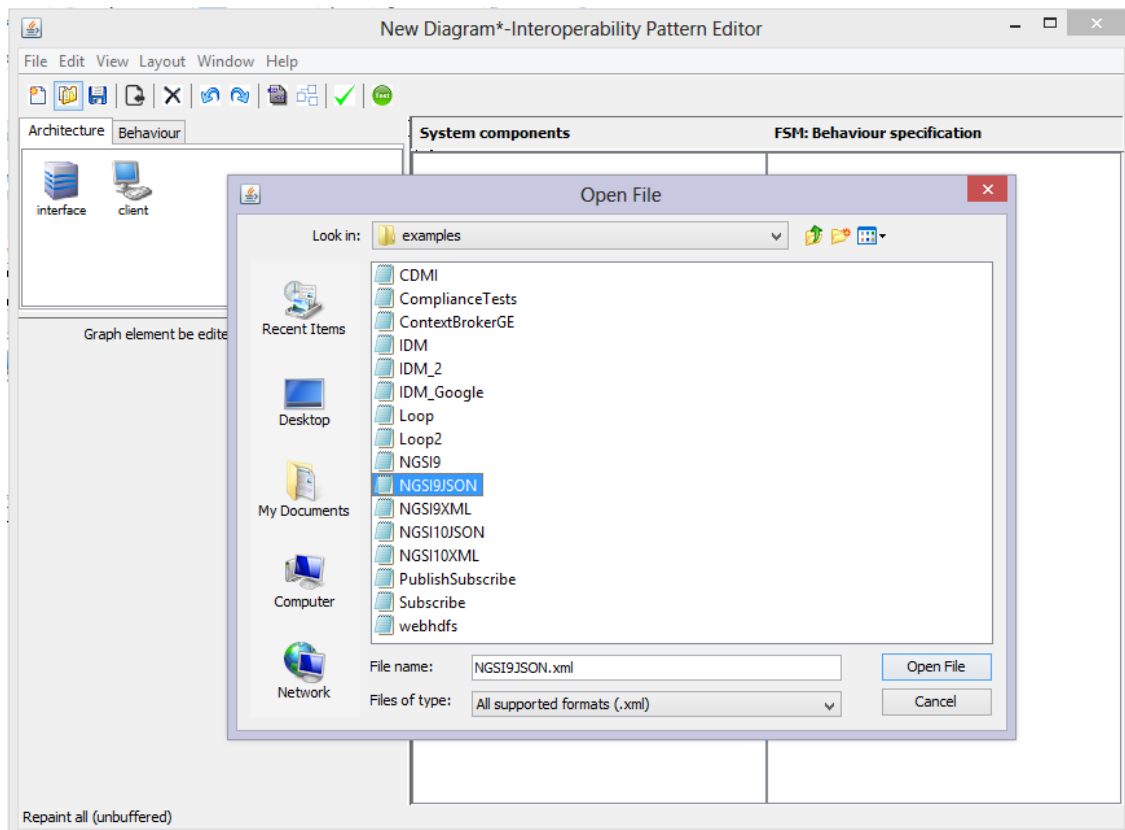 New Diagram*-Interoperability Pattern Editor
File Edit View Layout Window Help
Test
Architecture Behaviour
System components FSM: Behaviour specification
interface client
Open File
Look in: examples
CDMI
ComplianceTests
ContextBrokerGE
IDM
IDM_2
IDM_Google
Loop
Loop2
NGSI9
NGSI9JSON
NGSI9XML
NGSI10JSON
NGSI10XML
PublishSubscribe
Subscribe
webhdfs
Recent Items
Desktop
My Documents
Computer
Network
Graph element be edite
File name: NGSI9JSON.xml Open File
Files of type: All supported formats (.xml) Cancel
Repaint all (unbuffered)